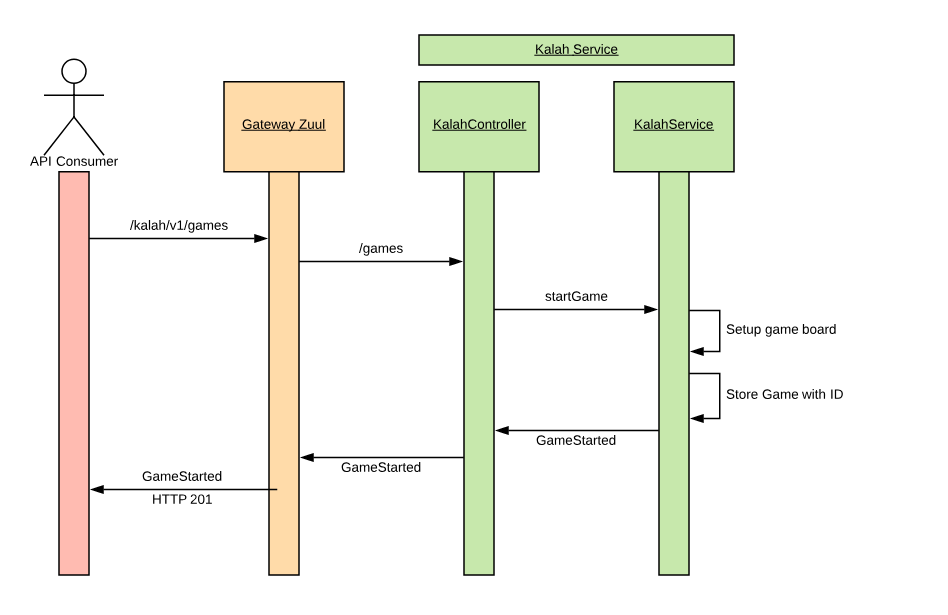 Kalah Service
Gateway Zuul
KalahController
KalahService
API Consumer
/kalah/v1/games
/games
startGame
Setup game board
Store Game with ID
GameStarted
GameStarted
GameStarted
HTTP 201